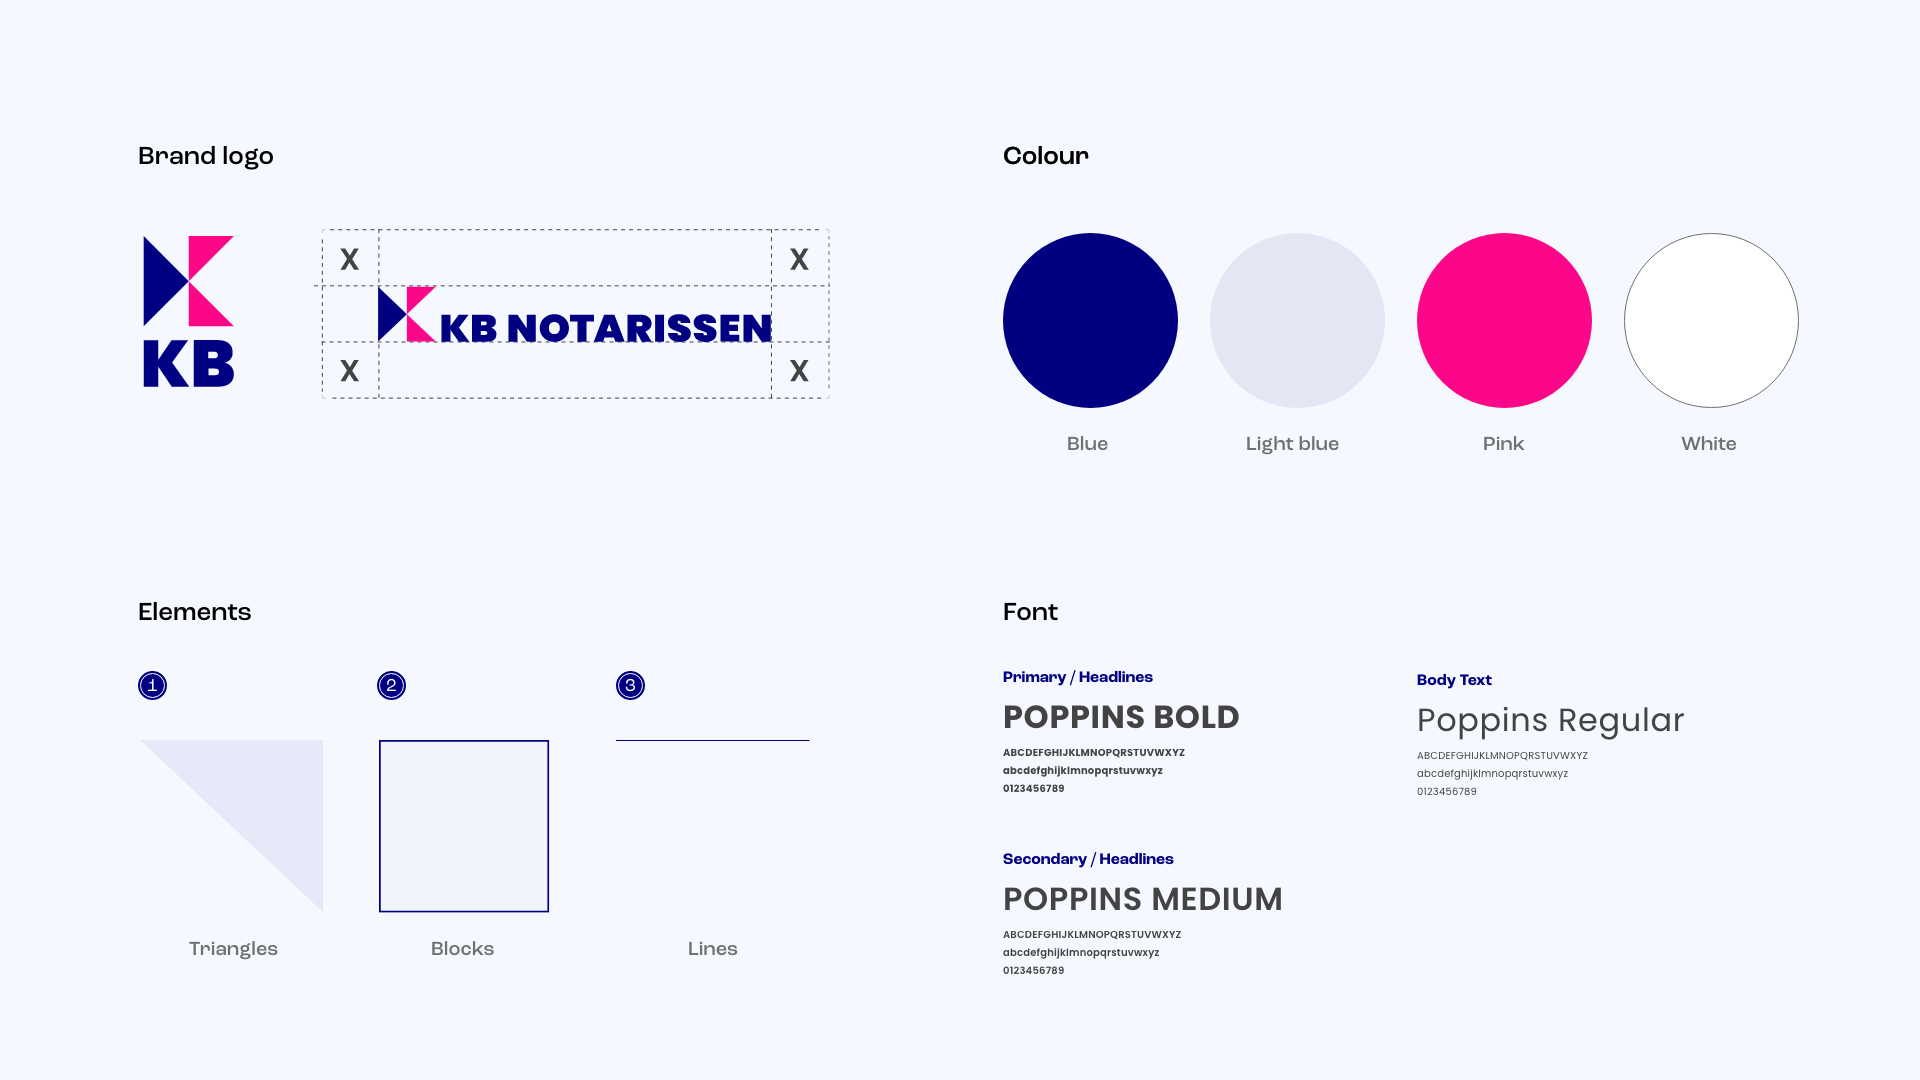 Brand logo
KB
X
X
KB NOTARISSEN
X
X
Colour
Blue
Light blue
Pink
White
Elements
1
2
3
Triangles
Blocks
Lines
Font
Primary / Headlines
POPPINS BOLD
ABCDEFGHIJKLMNOPQRSTUVWXYZ
abcdefghijklmnopqrstuvwxyz
0123456789
Body Text
Poppins Regular
ABCDEFGHIJKLMNOPQRSTUVWXYZ
abcdefghijklmnopqrstuvwxyz
0123456789
Secondary / Headlines
POPPINS MEDIUM
ABCDEFGHIJKLMNOPQRSTUVWXYZ
abcdefghijklmnopqrstuvwxyz
0123456789